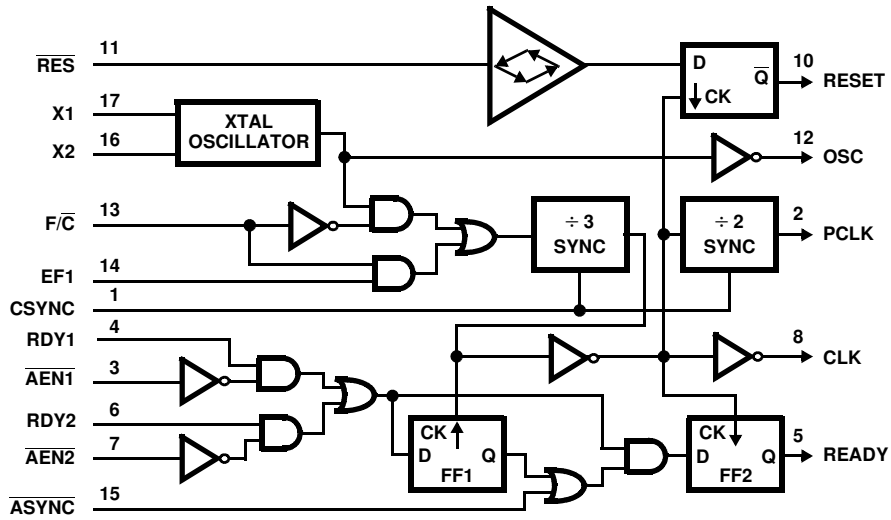 11
RES
D
Q
10
RESET
CK
17
X1
XTAL
OSCILLATOR
16
X2
12
OSC
13
F/C
÷ 3
SYNC
÷ 2
SYNC
2
PCLK
14
EF1
1
CSYNC
4
RDY1
3
AEN1
8
CLK
6
RDY2
CK
D
Q
FF1
CK
D
Q
FF2
5
READY
7
AEN2
15
ASYNC